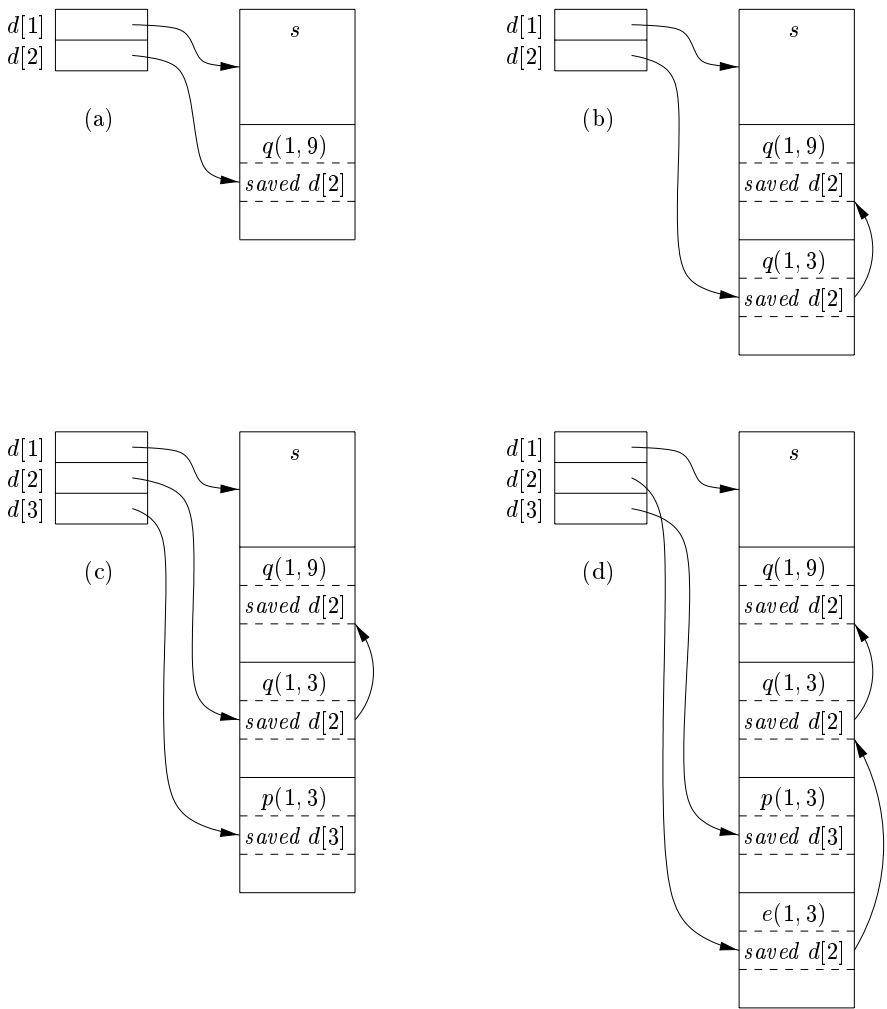 d[1]
d[2]
s
(a)
q(1, 9)
saved d[2]
d[1]
d[2]
s
(b)
q(1, 9)
saved d[2]
q(1, 3)
saved d[2]
d[1]
d[2]
d[3]
s
(c)
q(1, 9)
saved d[2]
q(1, 3)
saved d[2]
p(1, 3)
saved d[3]
d[1]
d[2]
d[3]
s
(d)
q(1, 9)
saved d[2]
q(1, 3)
saved d[2]
p(1, 3)
saved d[3]
e(1, 3)
saved d[2]